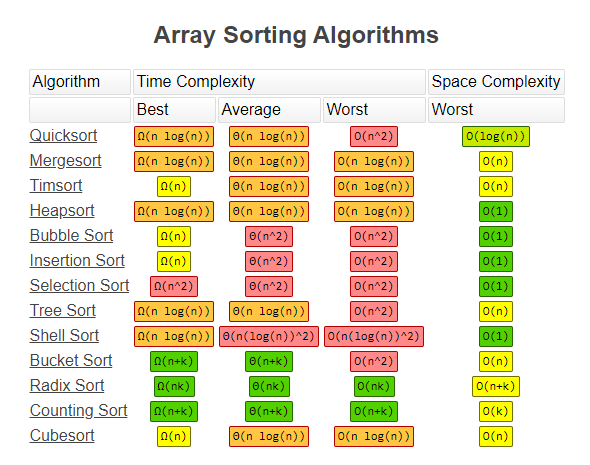 Array Sorting Algorithms
Algorithm Time Complexity Space Complexity
Best Average Worst Worst
Quicksort Ω(n log(n)) Θ(n log(n)) O(n^2) O(log(n))
Mergesort Ω(n log(n)) Θ(n log(n)) O(n log(n)) O(n)
Timsort Ω(n) Θ(n log(n)) O(n log(n)) O(n)
Heapsort Ω(n log(n)) Θ(n log(n)) O(n log(n)) O(1)
Bubble Sort Ω(n) Θ(n^2) O(n^2) O(1)
Insertion Sort Ω(n) Θ(n^2) O(n^2) O(1)
Selection Sort Ω(n^2) Θ(n^2) O(n^2) O(1)
Tree Sort Ω(n log(n)) Θ(n log(n)) O(n^2) O(n)
Shell Sort Ω(n log(n)) Θ(n(log(n))^2) O(n(log(n))^2) O(1)
Bucket Sort Ω(n+k) Θ(n+k) O(n^2) O(n)
Radix Sort Ω(nk) Θ(nk) O(nk) O(n+k)
Counting Sort Ω(n+k) Θ(n+k) O(n+k) O(k)
Cubesort Ω(n) Θ(n log(n)) O(n log(n)) O(n)